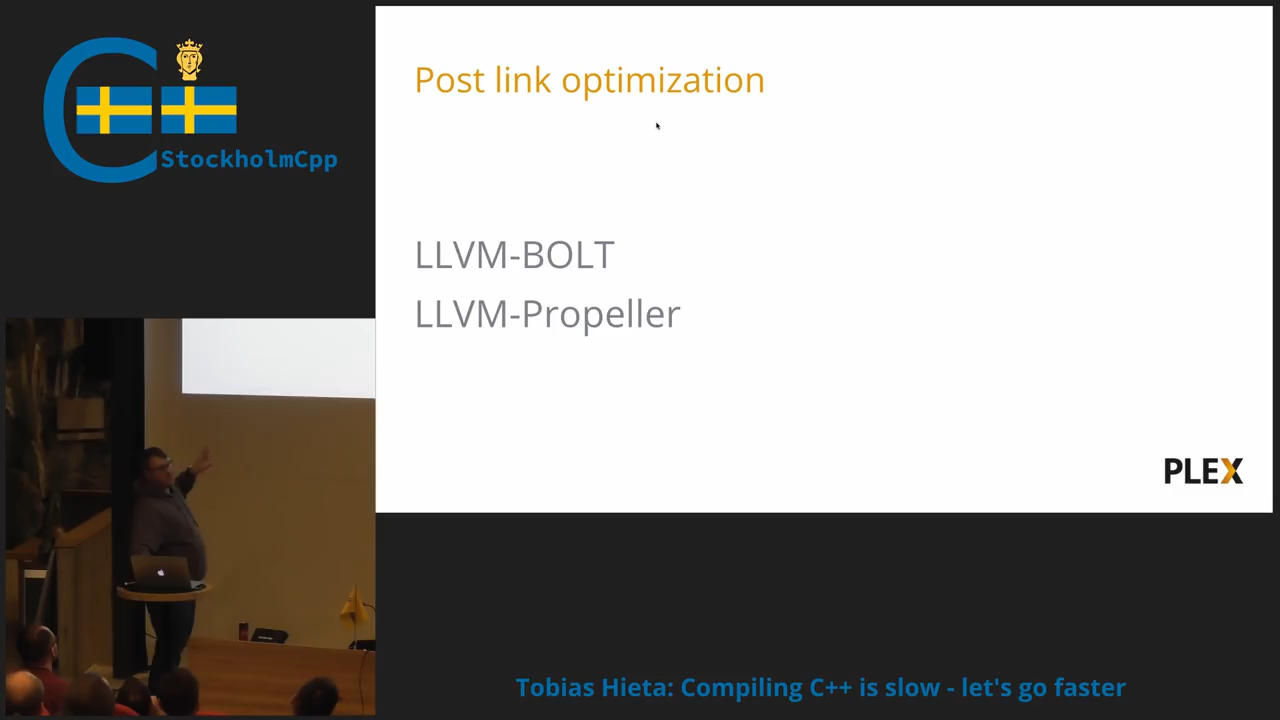 StockholmCpp
Post link optimization
LLVM-BOLT
LLVM-Propeller
PLEX
Tobias Hieta: Compiling C++ is slow - let's go faster